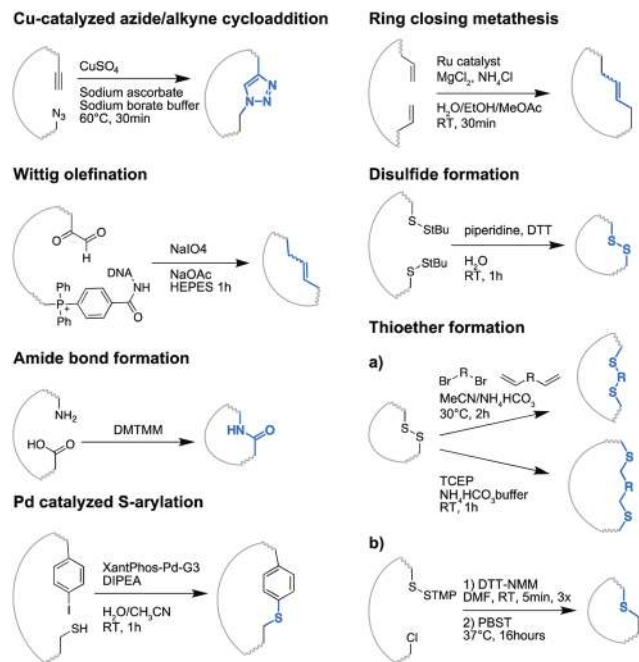 Cu-catalyzed azide/alkyne cycloaddition
CuSO4
Sodium ascorbate
Sodium borate buffer
60°C, 30min
N3
N
N
N
Wittig olefination
O
O
H
DNA
NH
O
Ph
P+
Ph
NaIO4
NaOAc
HEPES 1h
Amide bond formation
NH2
HO
O
DMTMM
HN
O
Pd catalyzed S-arylation
I
SH
XantPhos-Pd-G3
DIPEA
H2O/CH3CN
RT, 1h
S
Ring closing metathesis
Ru catalyst
MgCl2, NH4Cl
H2O/EtOH/MeOAc
RT, 30min
Disulfide formation
S
StBu
StBu
S
piperidine, DTT
H2O
RT, 1h
S
S
Thioether formation
a)
R
Br Br
R
MeCN/NH4HCO3
30°C, 2h
S
S
TCEP
NH4HCO3buffer
RT, 1h
S
R
S
S
R
S
b)
S
STMP
Cl
1) DTT-NMM
DMF, RT, 5min, 3x
2) PBST
37°C, 16hours
S